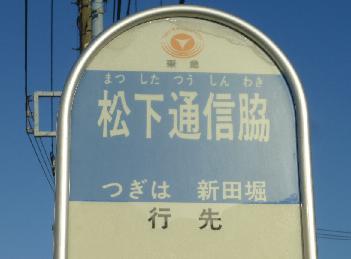 東急
まつ した つう しん わき
松下通信脇
つぎは 新田堀
行先